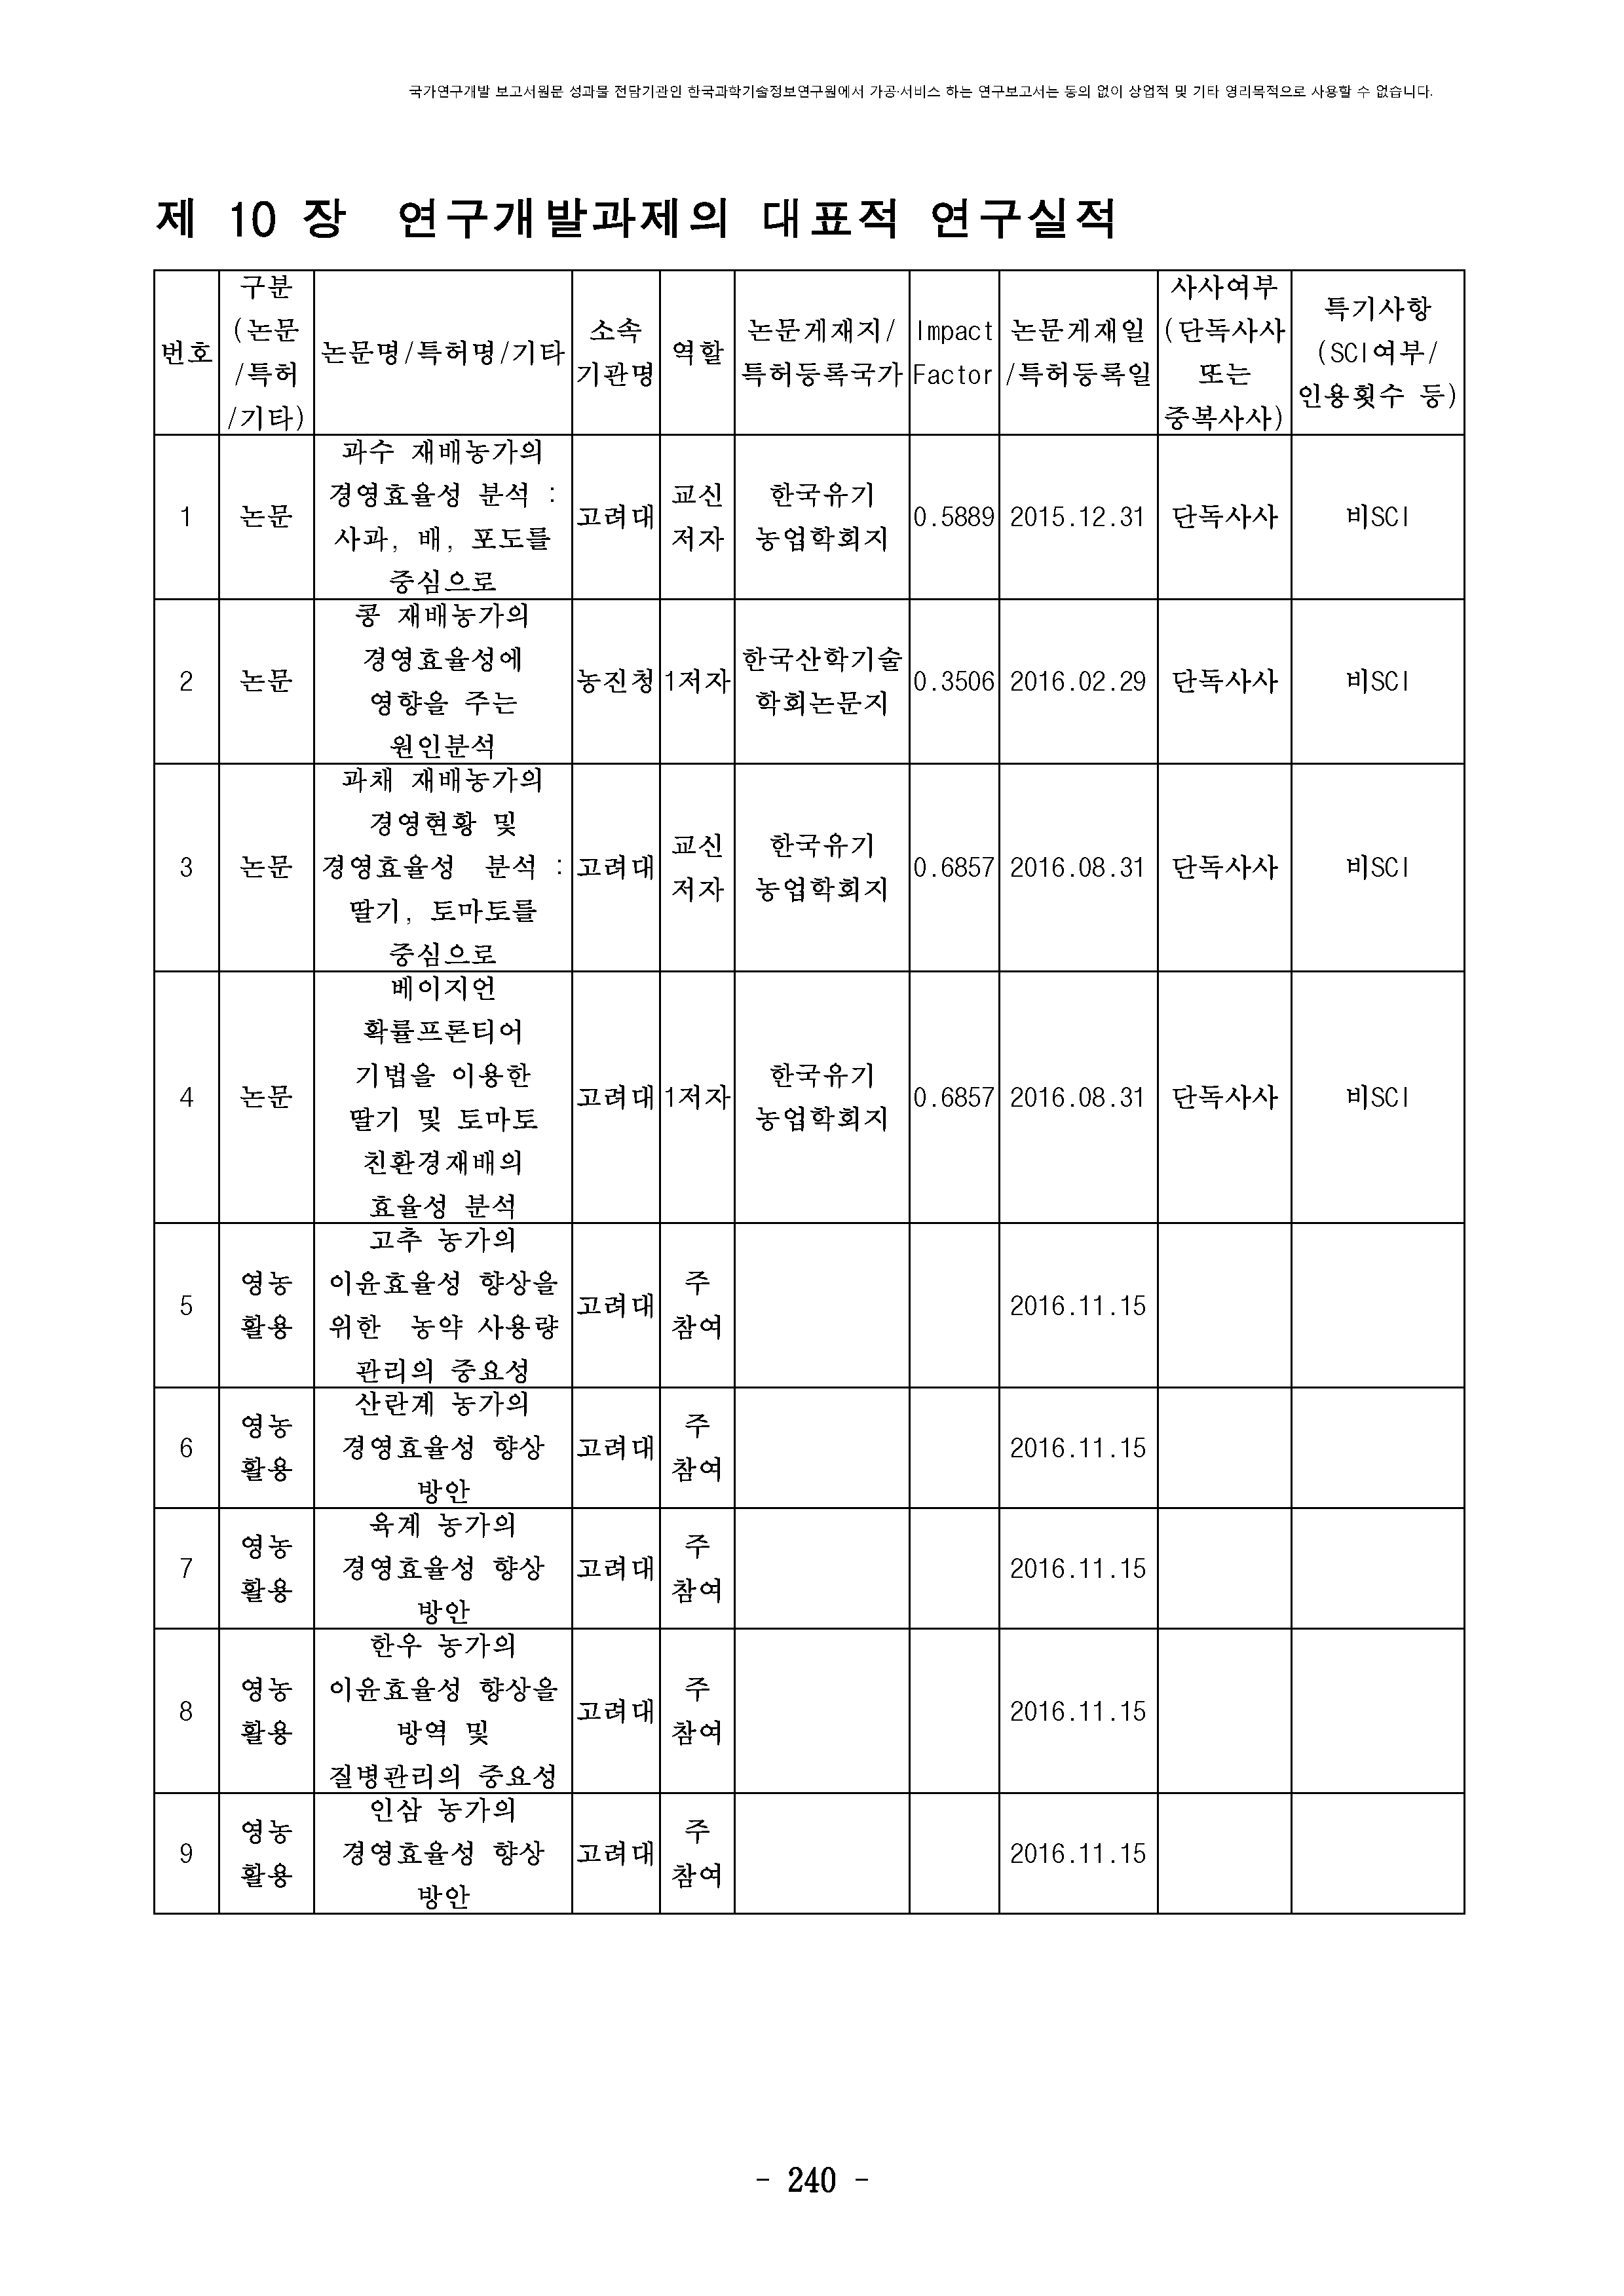 국가연구개발 보고서원문 성과물 전담기관인 한국과학기술정보연구원에서 가공·서비스 하는 연구보고서는 동의 없이 상업적 및 기타 영리목적으로 사용할 수 없습니다.
제 10 장 연구개발과제의 대표적 연구실적
번호
구분
(논문
/특허
/기타)
논문명/특허명/기타
소속
기관명
역할
논문게재지/
특허등록국가
Impact
Factor
논문게재일
/특허등록일
사사여부
(단독사사
또는
중복사사)
특기사항
(SCI여부/
인용횟수 등)
1
논문
과수 재배농가의
경영효율성 분석 :
사과, 배, 포도를
중심으로
고려대
교신
저자
한국유기
농업학회지
0.5889
2015.12.31
단독사사
비SCI
2
논문
콩 재배농가의
경영효율성에
영향을 주는
원인분석
농진청
1저자
한국산학기술
학회논문지
0.3506
2016.02.29
단독사사
비SCI
3
논문
과채 재배농가의
경영현황 및
경영효율성 분석 :
딸기, 토마토를
중심으로
고려대
교신
저자
한국유기
농업학회지
0.6857
2016.08.31
단독사사
비SCI
4
논문
베이지언
확률프론티어
기법을 이용한
딸기 및 토마토
친환경재배의
효율성 분석
고려대
1저자
한국유기
농업학회지
0.6857
2016.08.31
단독사사
비SCI
5
영농
활용
고추 농가의
이윤효율성 향상을
위한 농약 사용량
관리의 중요성
고려대
주
참여
2016.11.15
6
영농
활용
산란계 농가의
경영효율성 향상
방안
고려대
주
참여
2016.11.15
7
영농
활용
육계 농가의
경영효율성 향상
방안
고려대
주
참여
2016.11.15
8
영농
활용
한우 농가의
이윤효율성 향상을
방역 및
질병관리의 중요성
고려대
주
참여
2016.11.15
9
영농
활용
인삼 농가의
경영효율성 향상
방안
고려대
주
참여
2016.11.15
- 240 -